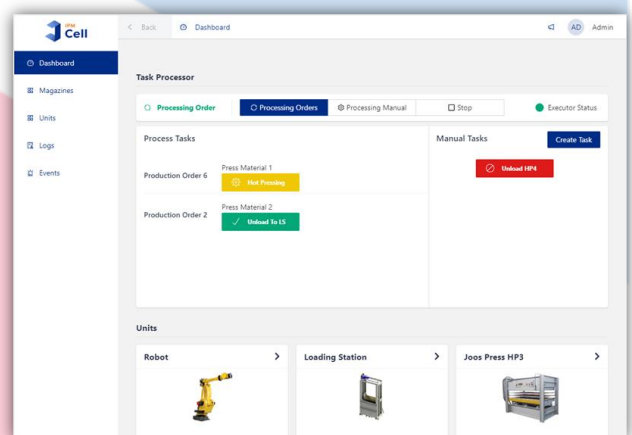 IPM
Cell
Back
Dashboard
AD
Admin
Dashboard
Magazines
Units
Logs
Events
Task Processor
Processing Order
Processing Orders
Processing Manual
Stop
Executor Status
Process Tasks
Manual Tasks
Create Task
Production Order 6
Press Material 1
Hot Pressing
Unload HP4
Production Order 2
Press Material 2
Unload To LS
Units
Robot
Loading Station
Joos Press HP3